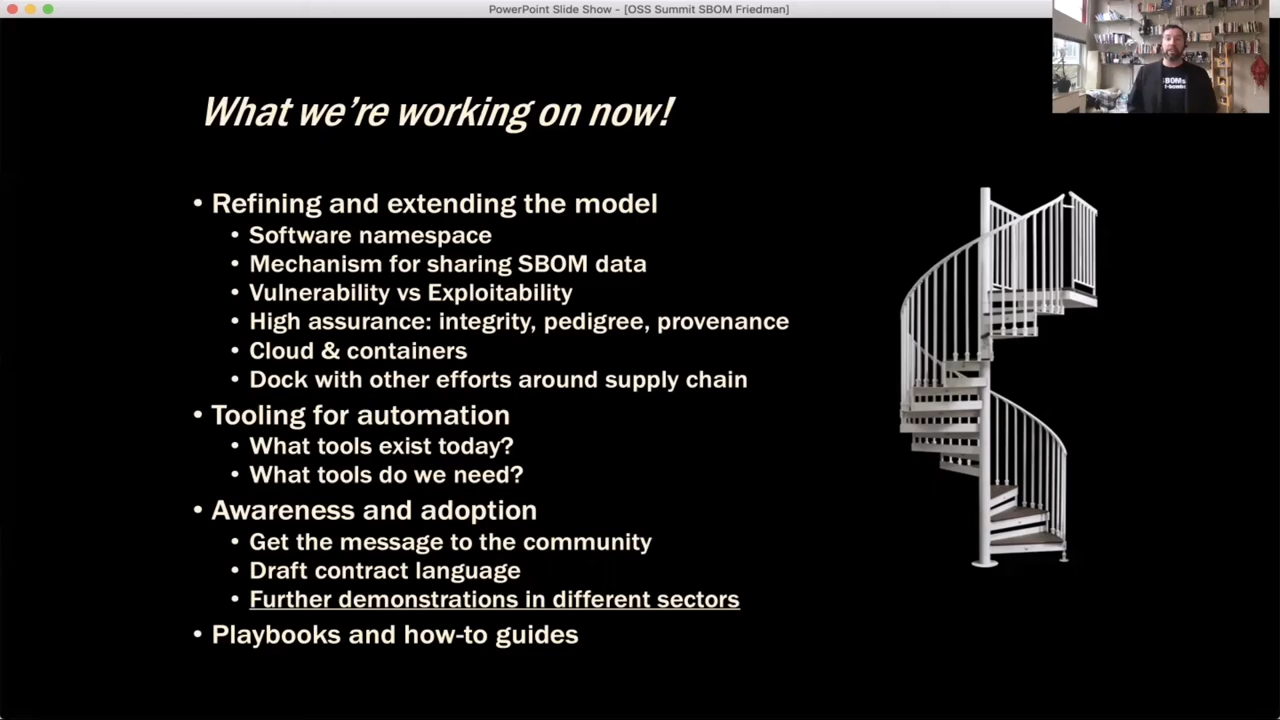 PowerPoint Slide Show - [OSS Summit SBOM Friedman]
What we're working on now!
• Refining and extending the model
• Software namespace
• Mechanism for sharing SBOM data
• Vulnerability vs Exploitability
• High assurance: integrity, pedigree, provenance
• Cloud & containers
• Dock with other efforts around supply chain
• Tooling for automation
• What tools exist today?
• What tools do we need?
• Awareness and adoption
• Get the message to the community
• Draft contract language
• Further demonstrations in different sectors
• Playbooks and how-to guides